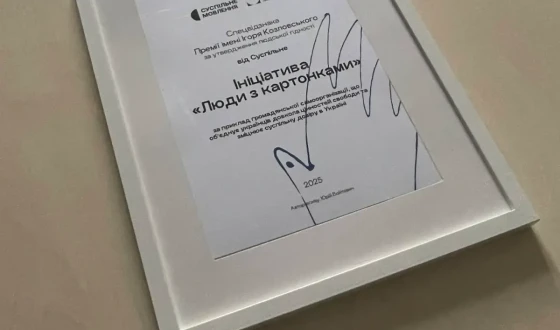 СУСПІЛЬНЕ
МОВЛЕННЯ
Спецвідзнака
Премії імені Ігоря Козловського
за утвердження людської гідності
від Суспільне
Ініціатива
«Люди з картонками»
за приклад громадянської самоорганізації, що
об'єднує українців довкола цінностей свободи та
зміцнює суспільну довіру в Україні
2025